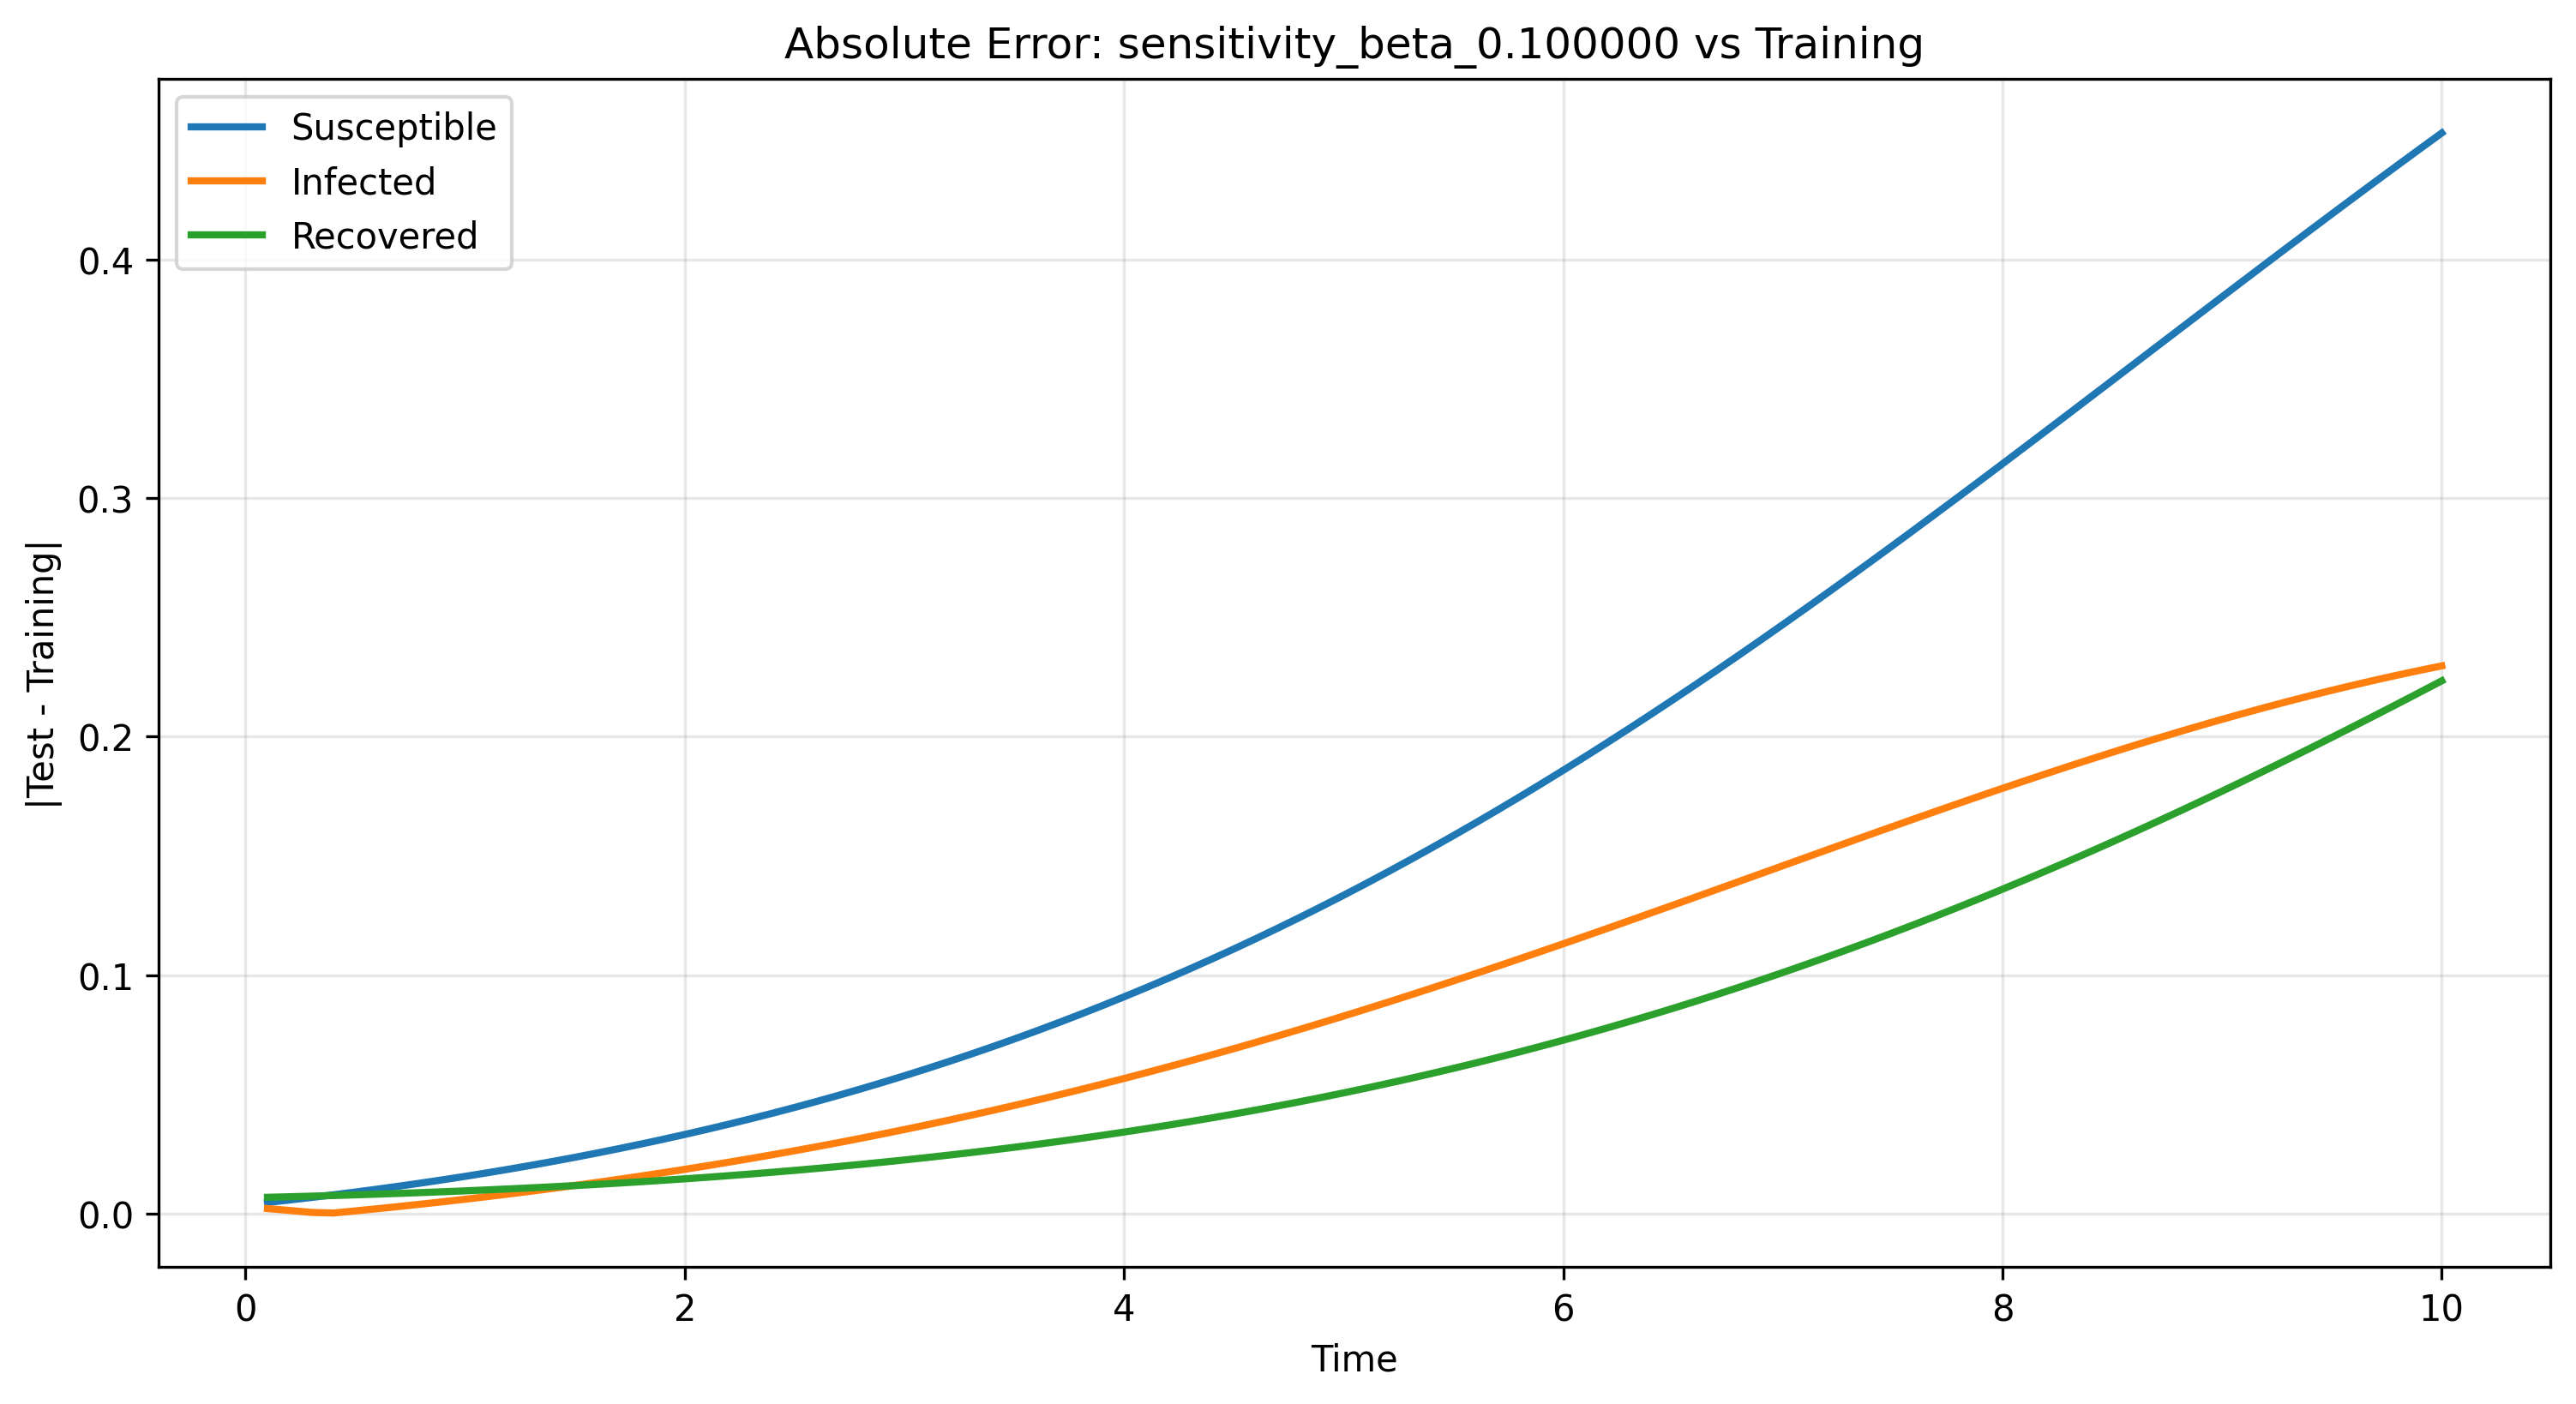 Absolute Error: sensitivity_beta_0.100000 vs Training
Susceptible
Infected
Recovered
|Test - Training|
0.4
0.3
0.2
0.1
0.0
0 2 4 6 8 10
Time